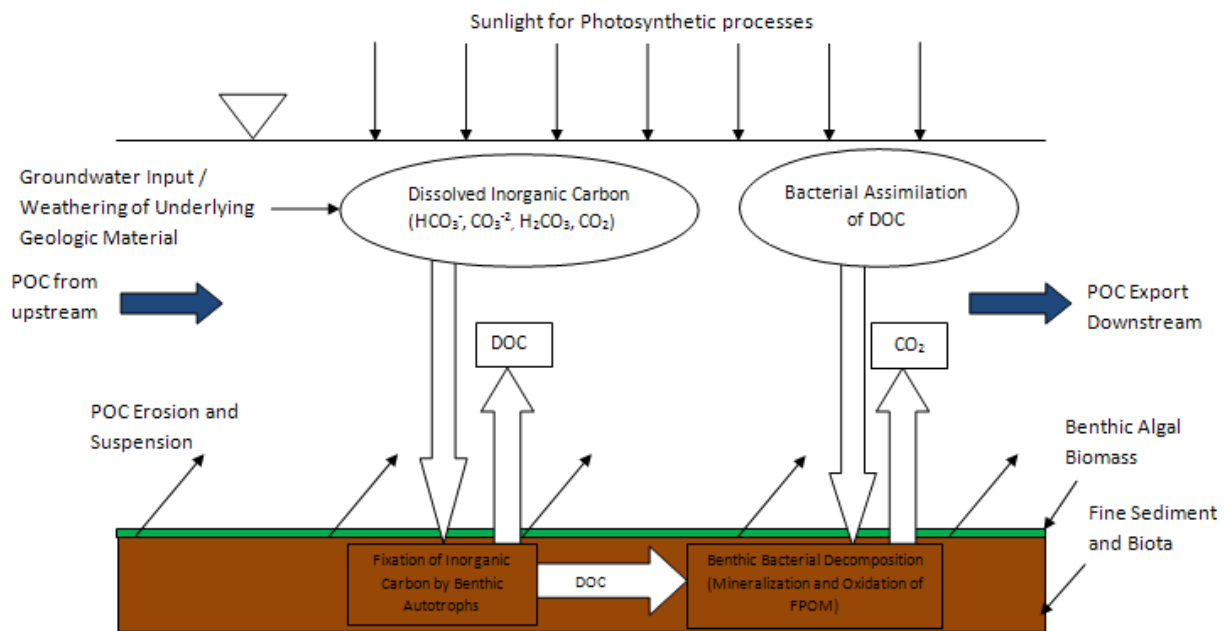 Sunlight for Photosynthetic processes
Groundwater Input /
Weathering of Underlying
Geologic Material
Dissolved Inorganic Carbon
(HCO₃⁻, CO₃⁻², H₂CO₃, CO₂)
Bacterial Assimilation
of DOC
POC from
upstream
POC Export
Downstream
DOC
CO₂
POC Erosion and
Suspension
Benthic Algal
Biomass
Fine Sediment
and Biota
Fixation of Inorganic
Carbon by Benthic
Autotrophs
DOC
Benthic Bacterial Decomposition
(Mineralization and Oxidation of
FPOM)